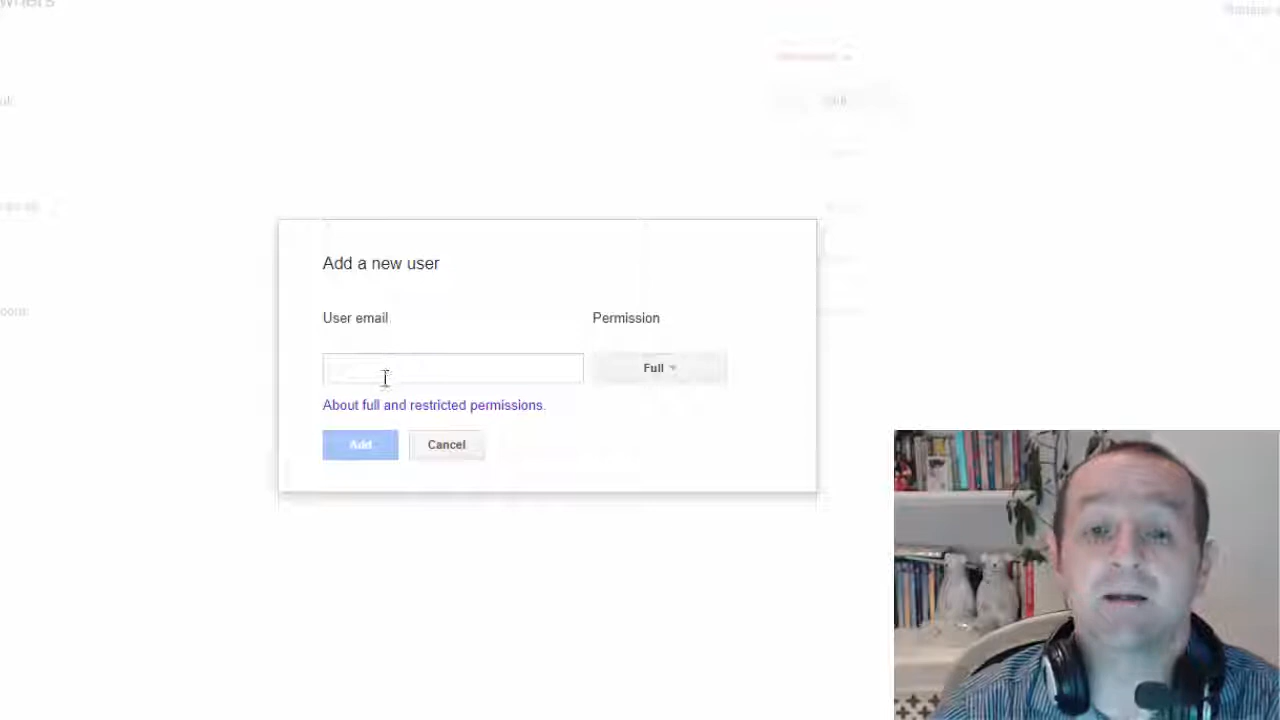 Add a new user
User email
Permission
Full
About full and restricted permissions.
Add
Cancel